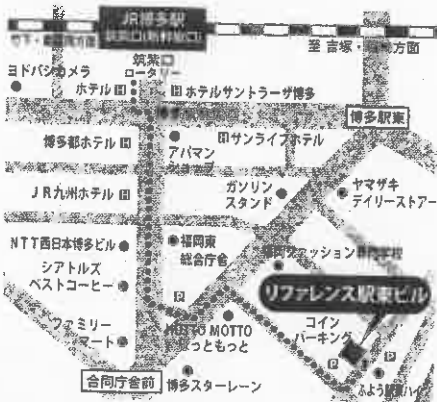 JR博多駅
筑紫口(新幹線口)
至 吉塚・
方面
ヨドバシカメラ
筑紫口
ロータリー
ホテル H
H ホテルセントラーザ博多
博多駅東
博多都ホテル H
アパマン
ショップ
H サンライフホテル
JR九州ホテル H
ガソリン
スタンド
ヤマザキ
デイリーストアー
NTT西日本博多ビル
福岡東
総合庁舎
シアトルズ
ベストコーヒー
P
リファレンス駅東ビル
ファミリー
マート
MOTTO MOTTO
ほっともっと
コイン
パーキング
P
P
合同庁舎前
博多スターレーン